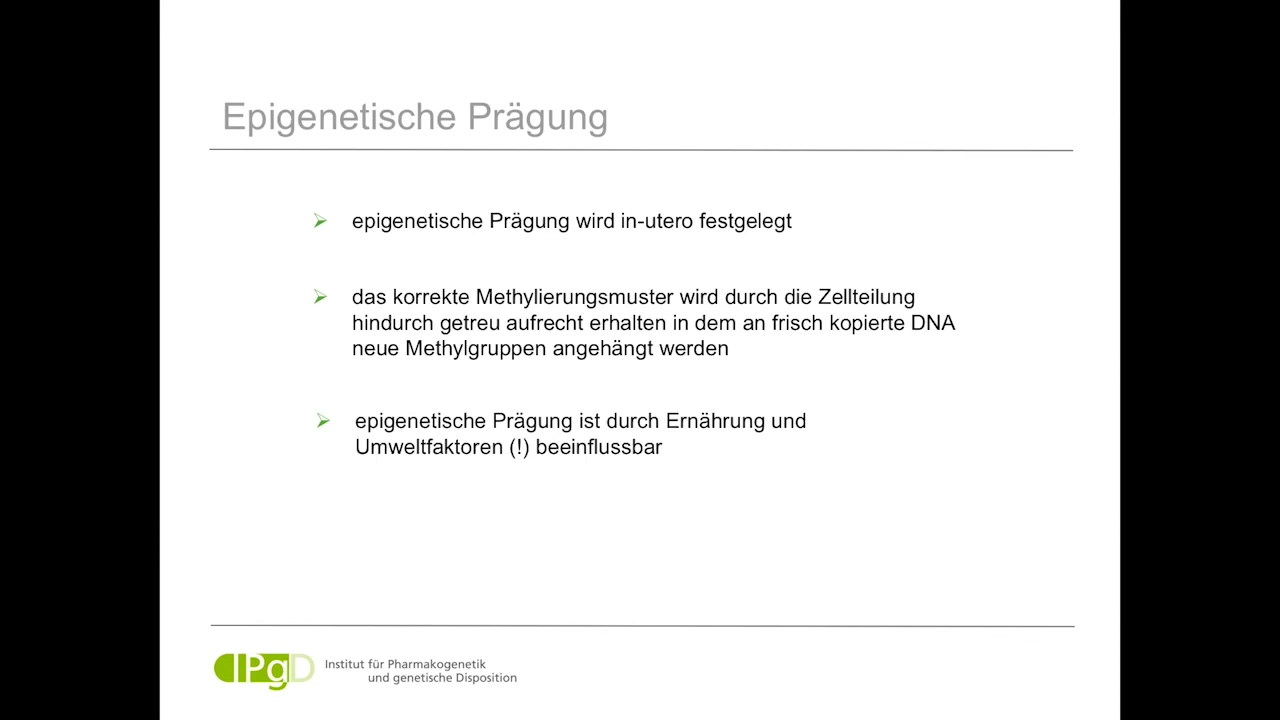 Epigenetische Prägung
epigenetische Prägung wird in-utero festgelegt
das korrekte Methylierungsmuster wird durch die Zellteilung
hindurch getreu aufrecht erhalten in dem an frisch kopierte DNA
neue Methylgruppen angehängt werden
epigenetische Prägung ist durch Ernährung und
Umweltfaktoren (!) beeinflussbar
IPgD Institut für Pharmakogenetik
und genetische Disposition